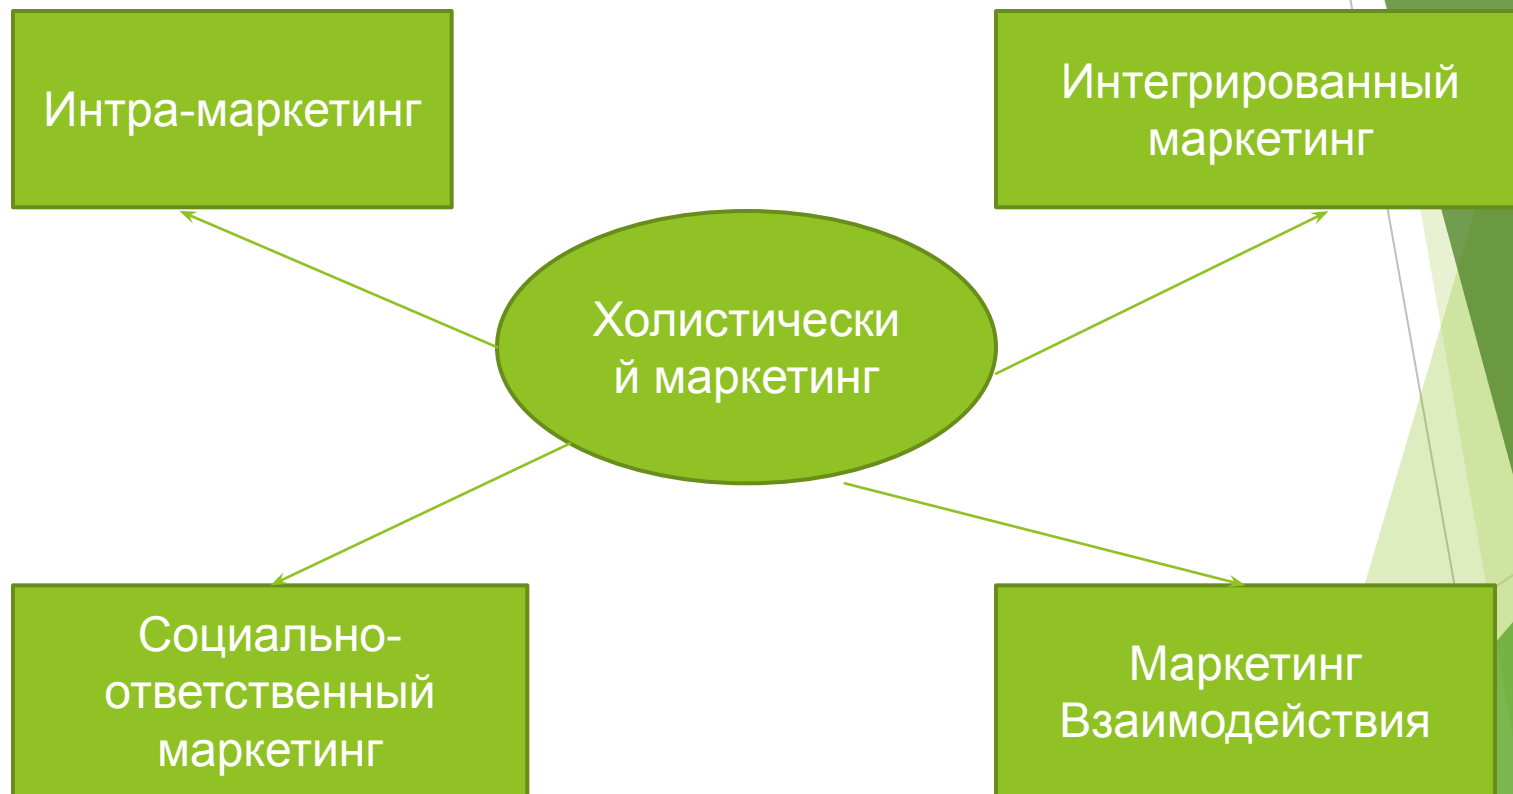 Интра-маркетинг
Интегрированный
маркетинг
Холистически
й маркетинг
Социально-
ответственный
маркетинг
Маркетинг
Взаимодействия